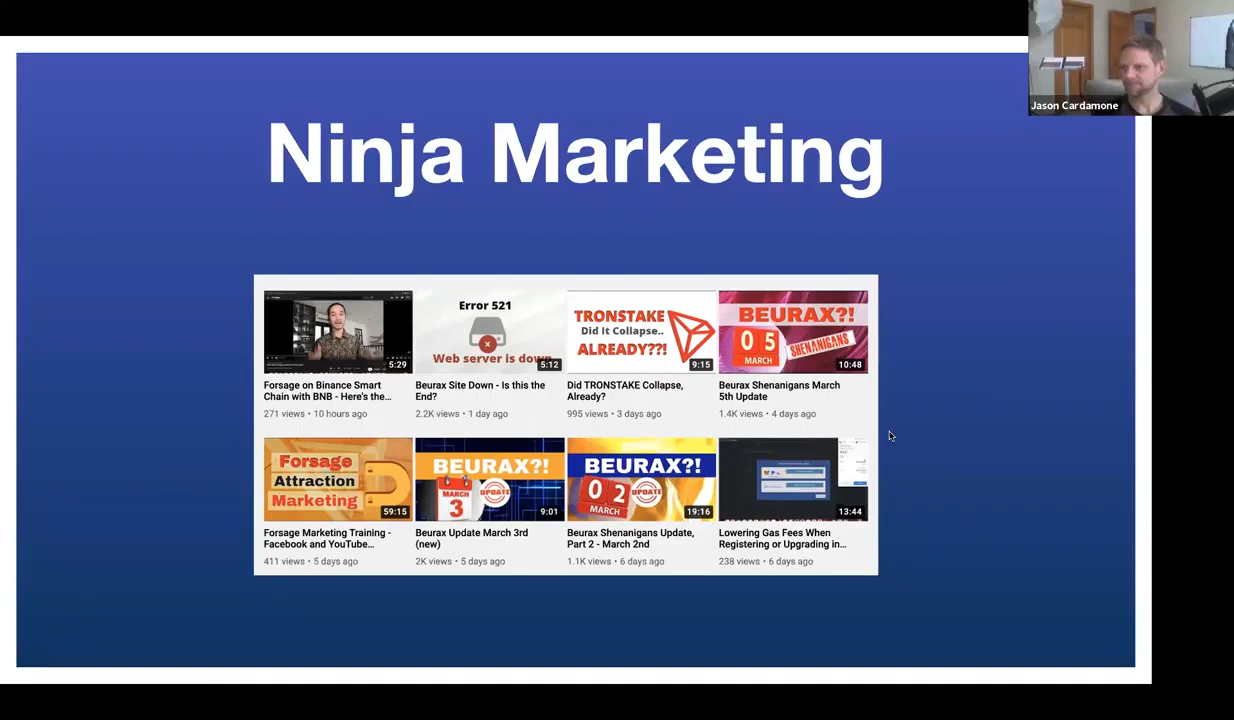 Jason Cardamone
Ninja Marketing
5:29
Error 521
Web server is down
5:12
TRONSTAKE
Did It Collapse..
ALREADY??!
9:15
BEURAX?!
05
MARCH
SHENANIGANS
10:48
Forsage on Binance Smart
Chain with BNB - Here's the...
271 views • 10 hours ago
Beurax Site Down - Is this the
End?
2.2K views • 1 day ago
Did TRONSTAKE Collapse,
Already?
995 views • 3 days ago
Beurax Shenanigans March
5th Update
1.4K views • 4 days ago
Forsage
Attraction
Marketing
59:15
BEURAX?!
MARCH
3
UPDATE
9:01
BEURAX?!
02
MARCH
UPDATE
19:16
13:44
Forsage Marketing Training -
Facebook and YouTube...
411 views • 5 days ago
Beurax Update March 3rd
(new)
2K views • 5 days ago
Beurax Shenanigans Update,
Part 2 - March 2nd
1.1K views • 6 days ago
Lowering Gas Fees When
Registering or Upgrading in...
238 views • 6 days ago